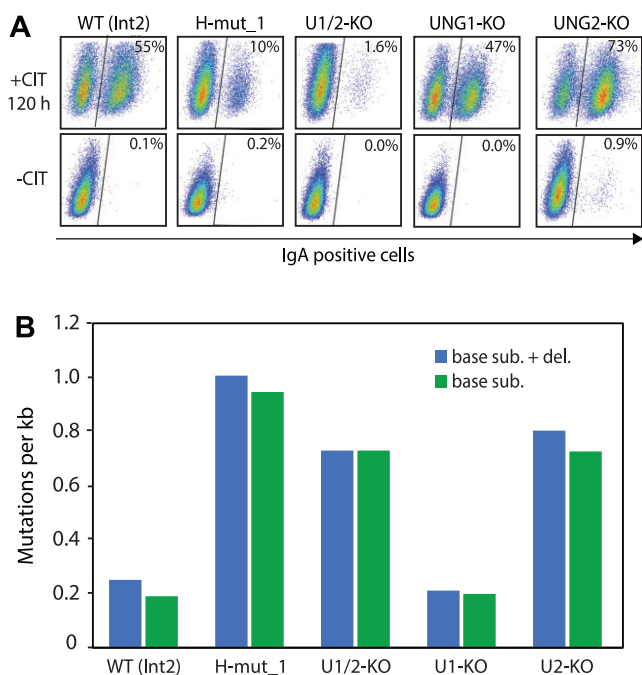 A
WT (Int2) H-mut_1 U1/2-KO UNG1-KO UNG2-KO
+CIT
120 h
55% 10% 1.6% 47% 73%
-CIT
0.1% 0.2% 0.0% 0.0% 0.9%
IgA positive cells
B
Mutations per kb
1.2
1.0
0.8
0.6
0.4
0.2
0
base sub. + del.
base sub.
WT (Int2) H-mut_1 U1/2-KO U1-KO U2-KO